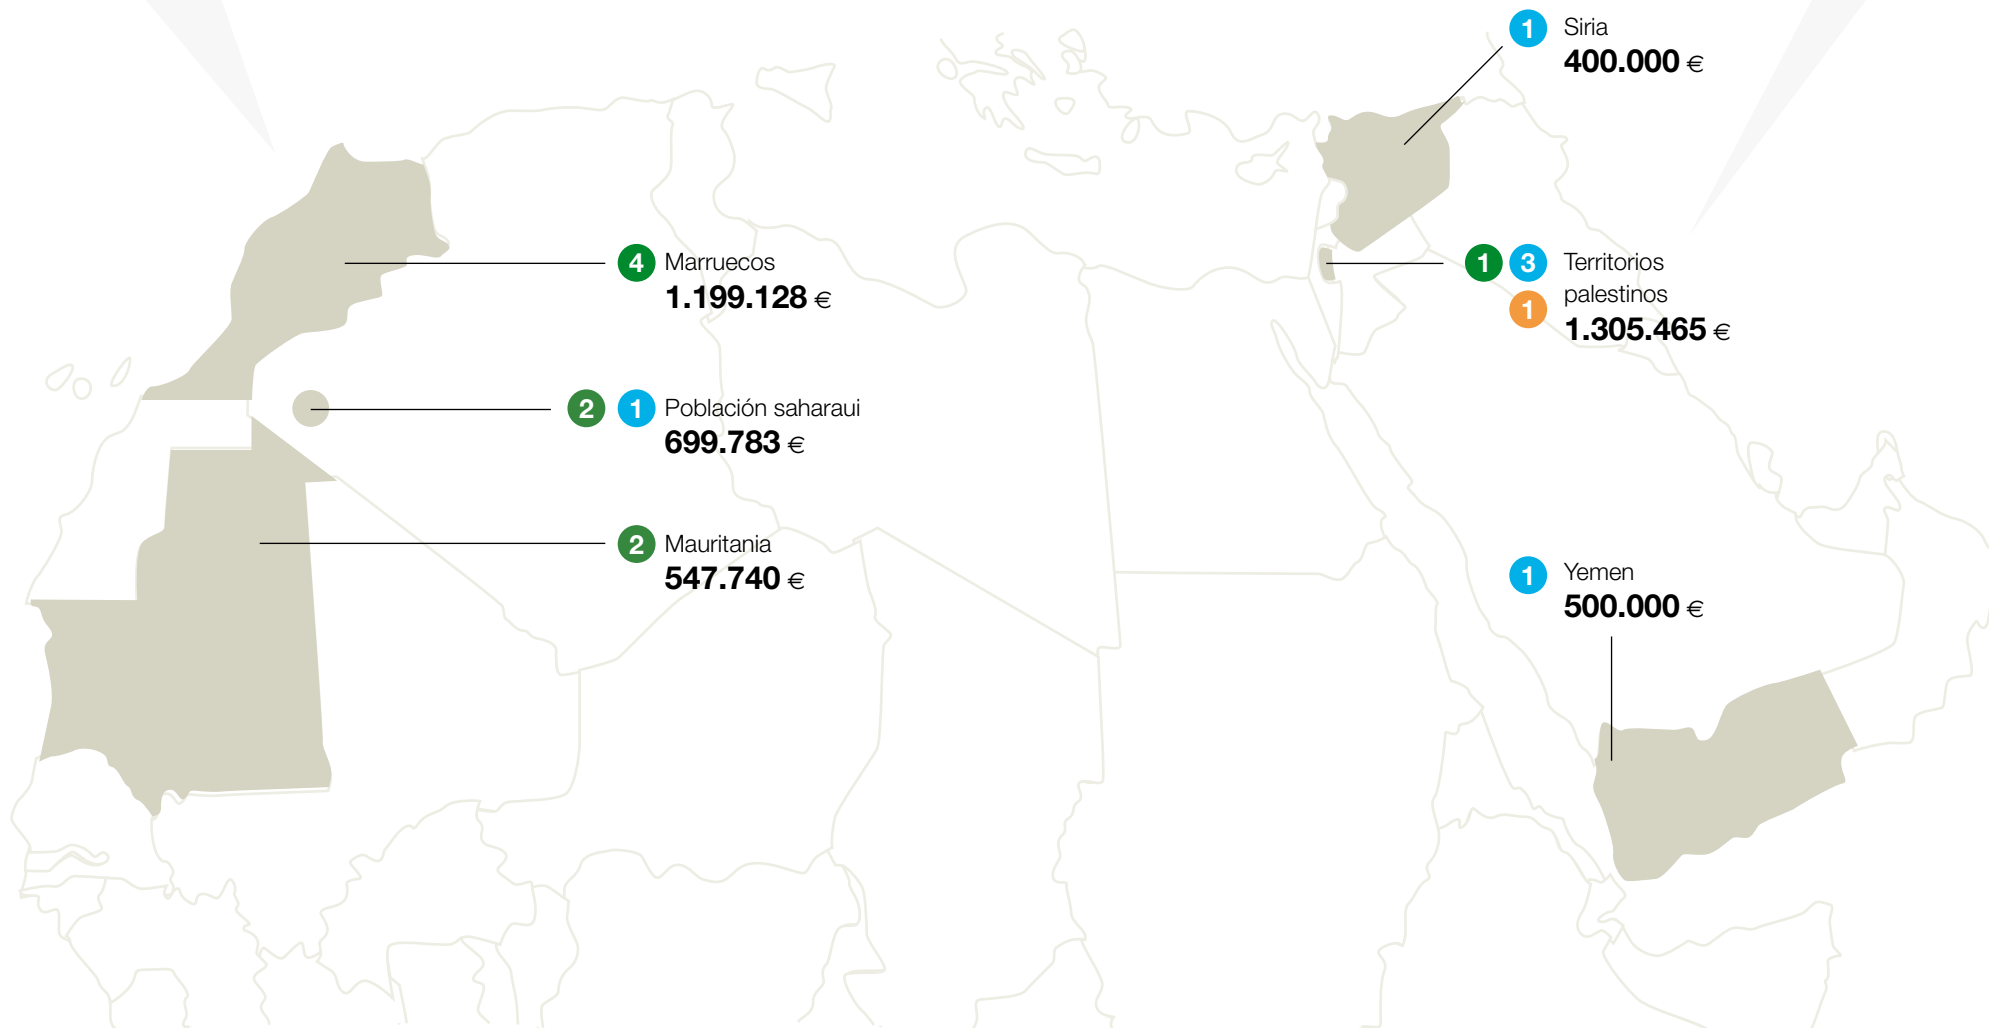 1 Siria
400.000 €
4 Marruecos
1.199.128 €
1 3 Territorios
1 palestinos
1.305.465 €
2 1 Población saharaui
699.783 €
2 Mauritania
547.740 €
1 Yemen
500.000 €